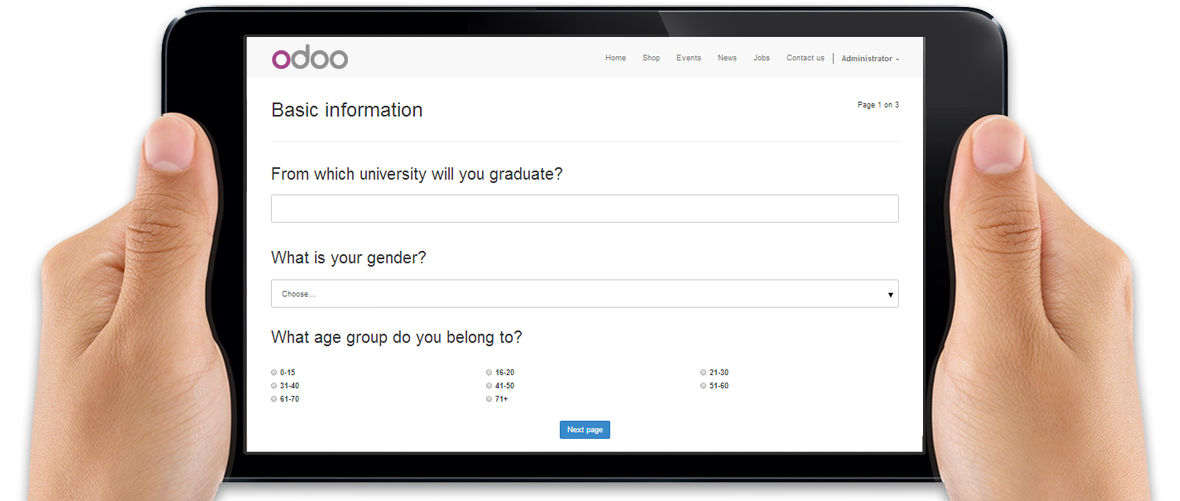 odoo
Home Shop Events News Jobs Contact us Administrator
Basic information
Page 1 on 3
From which university will you graduate?
What is your gender?
Choose...
What age group do you belong to?
0-15 16-20 21-30
31-40 41-50 51-60
61-70 71+
Next page